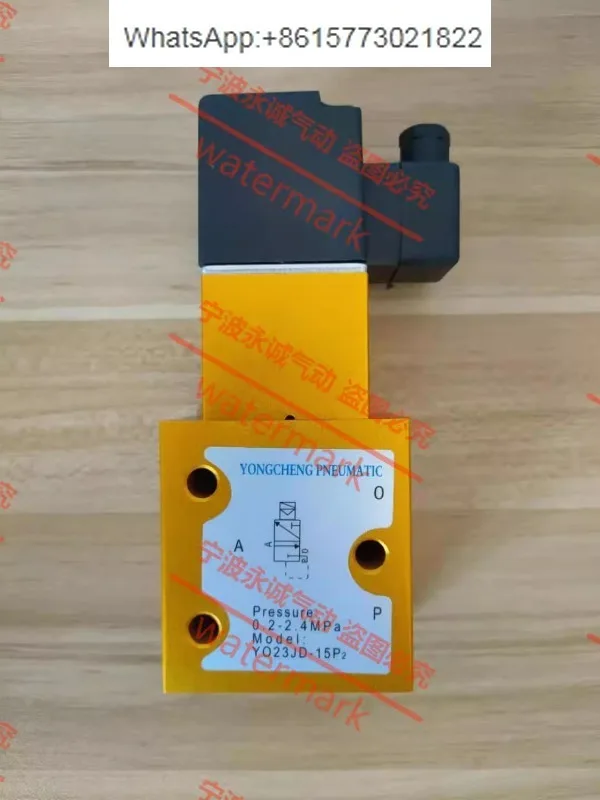 WhatsApp:+8615773021822
宁波永诚气动 盗图必究
watermark
宁波永诚气动 盗图必究
watermark
YONGCHENG PNEUMATIC
O
A
A
P
Pressure:
0.2-2.4MPa
Model:
YQ23JD-15P₂
宁波永诚气动 盗图必究
watermark